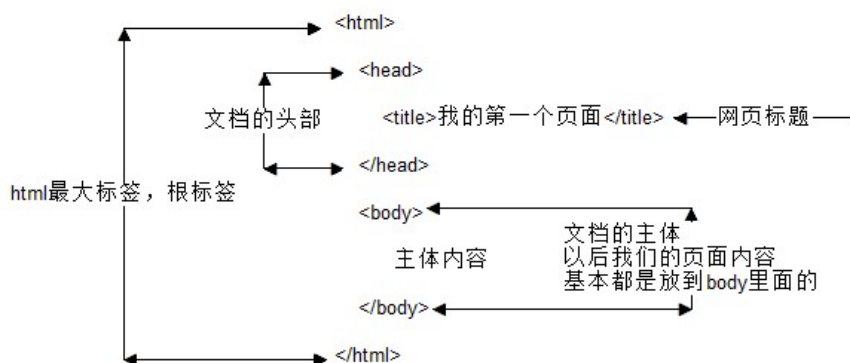 <html>
<head>
文档的头部
<title>我的第一个页面</title>
网页标题
</head>
html最大标签，根标签
<body>
主体内容
文档的主体
以后我们的页面内容
基本都是放到body里面的
</body>
</html>